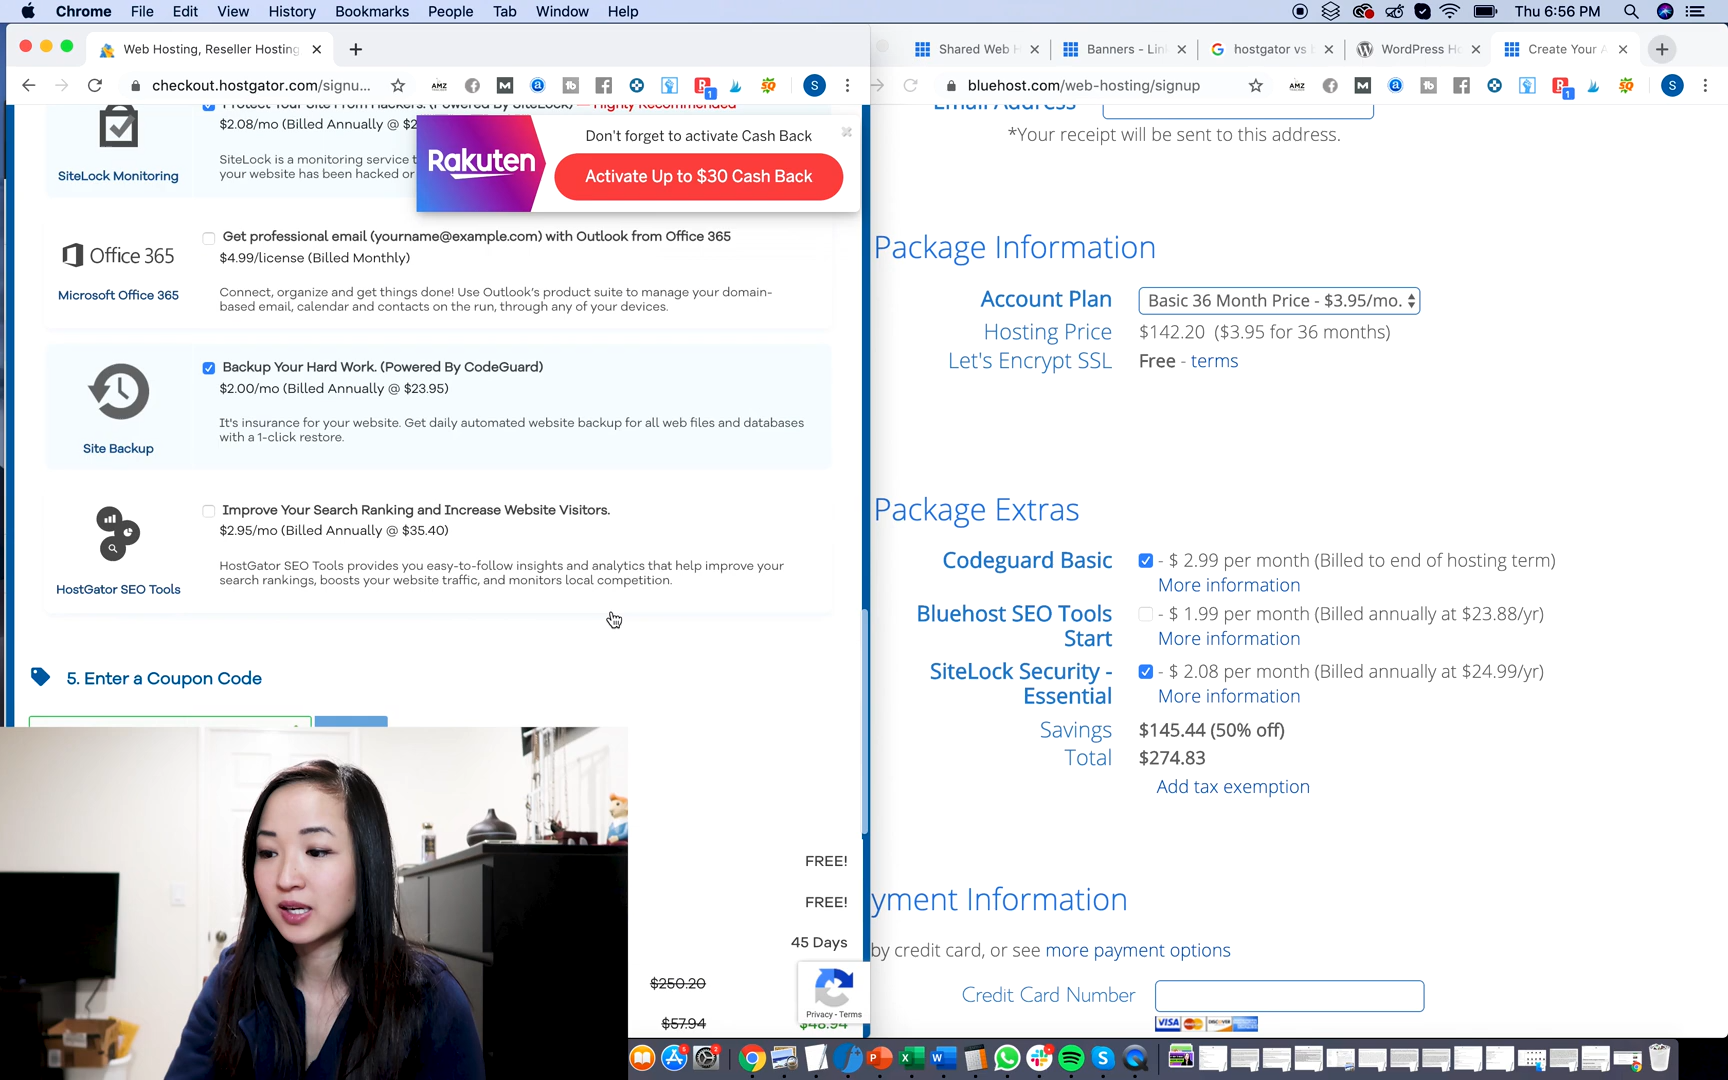 Chrome File Edit View History Bookmarks People Tab Window Help Thu 6:56 PM
Web Hosting, Reseller Hosting
Shared Web H
Banners - Lin
hostgator vs b
WordPress Ho
Create Your A
checkout.hostgator.com/signu...
bluehost.com/web-hosting/signup
Protect Your Site From Hackers. (Powered By SiteLock) — Highly Recommended
$2.08/mo (Billed Annually @ $2
SiteLock is a monitoring service t
your website has been hacked or
SiteLock Monitoring
Rakuten
Don't forget to activate Cash Back
Activate Up to $30 Cash Back
Office 365
Microsoft Office 365
Get professional email (yourname@example.com) with Outlook from Office 365
$4.99/license (Billed Monthly)
Connect, organize and get things done! Use Outlook's product suite to manage your domain-
based email, calendar and contacts on the run, through any of your devices.
Site Backup
Backup Your Hard Work. (Powered By CodeGuard)
$2.00/mo (Billed Annually @ $23.95)
It's insurance for your website. Get daily automated website backup for all web files and databases
with a 1-click restore.
HostGator SEO Tools
Improve Your Search Ranking and Increase Website Visitors.
$2.95/mo (Billed Annually @ $35.40)
HostGator SEO Tools provides you easy-to-follow insights and analytics that help improve your
search rankings, boosts your website traffic, and monitors local competition.
5. Enter a Coupon Code
FREE!
FREE!
45 Days
$250.20
$57.94 $48.94
Privacy - Terms
Email Address
*Your receipt will be sent to this address.
Package Information
Account Plan Basic 36 Month Price - $3.95/mo.
Hosting Price $142.20 ($3.95 for 36 months)
Let's Encrypt SSL Free - terms
Package Extras
Codeguard Basic - $ 2.99 per month (Billed to end of hosting term)
More information
Bluehost SEO Tools Start - $ 1.99 per month (Billed annually at $23.88/yr)
More information
SiteLock Security - Essential - $ 2.08 per month (Billed annually at $24.99/yr)
More information
Savings $145.44 (50% off)
Total $274.83
Add tax exemption
yment Information
by credit card, or see more payment options
Credit Card Number
VISA